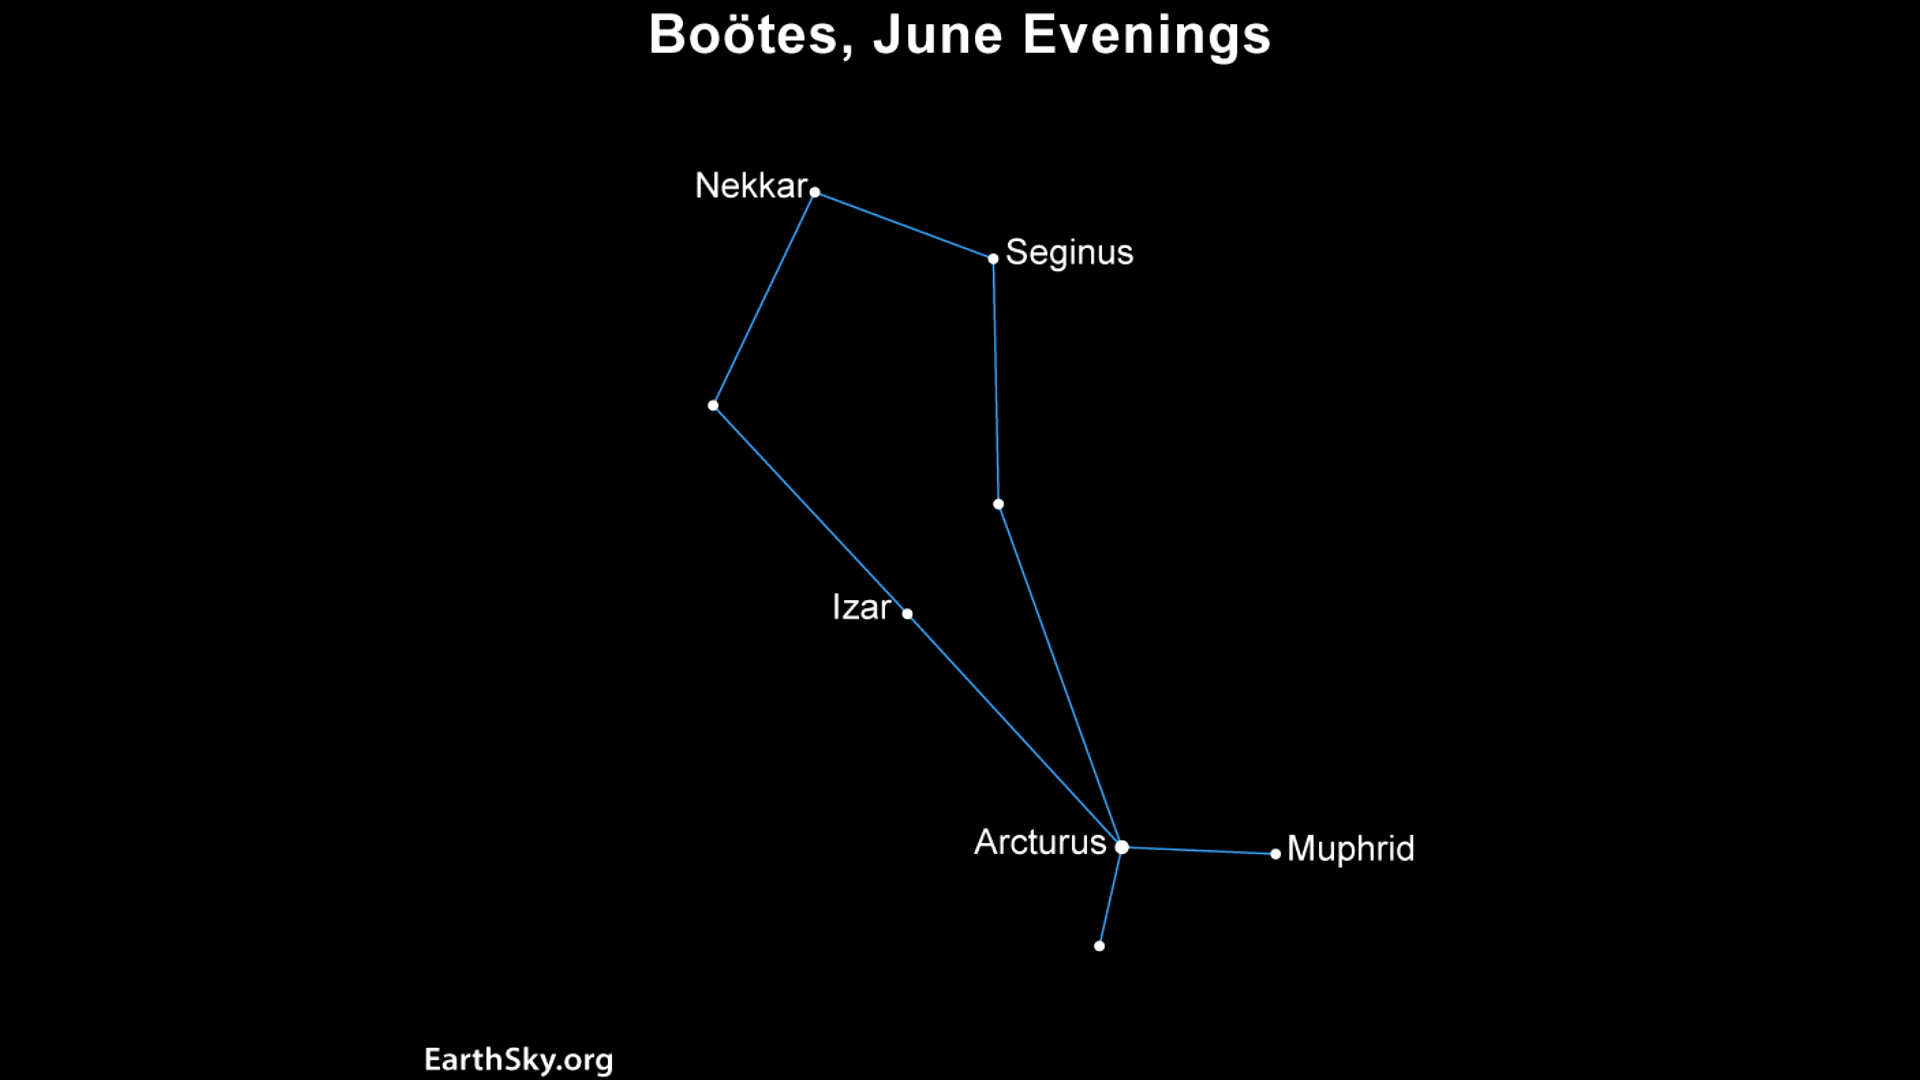 Boötes, June Evenings
Nekkar
Seginus
Izar
Arcturus
Muphrid
EarthSky.org